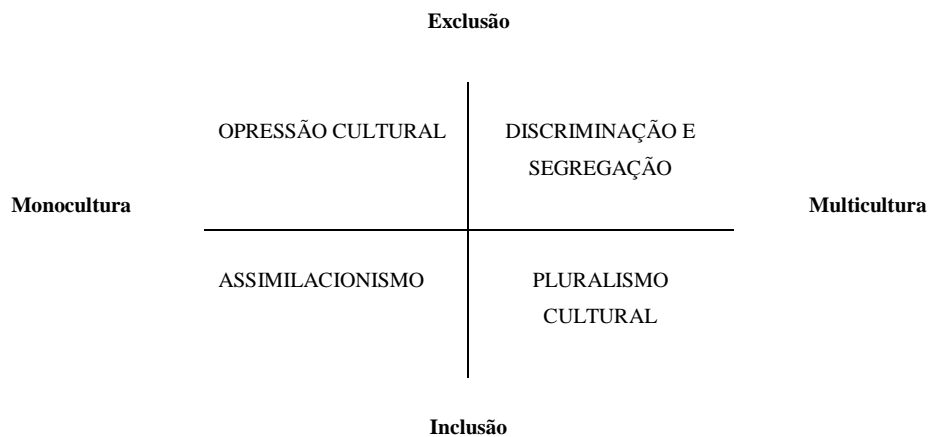 Exclusão
OPRESSÃO CULTURAL
DISCRIMINAÇÃO E
SEGREGAÇÃO
Monocultura
Multicultura
ASSIMILACIONISMO
PLURALISMO
CULTURAL
Inclusão